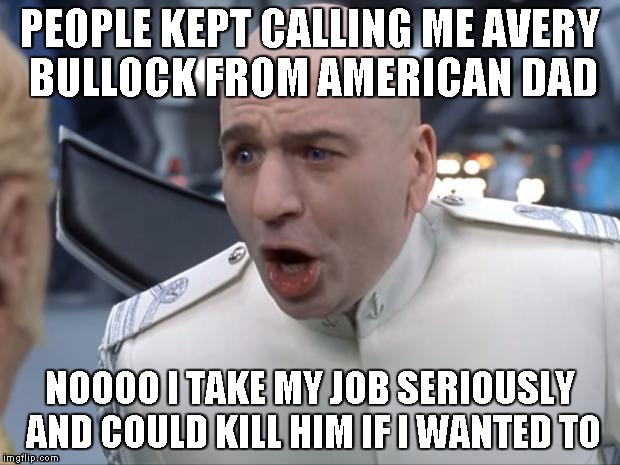 PEOPLE KEPT CALLING ME AVERY
BULLOCK FROM AMERICAN DAD
NOOOO I TAKE MY JOB SERIOUSLY
AND COULD KILL HIM IF I WANTED TO
imgflip.com